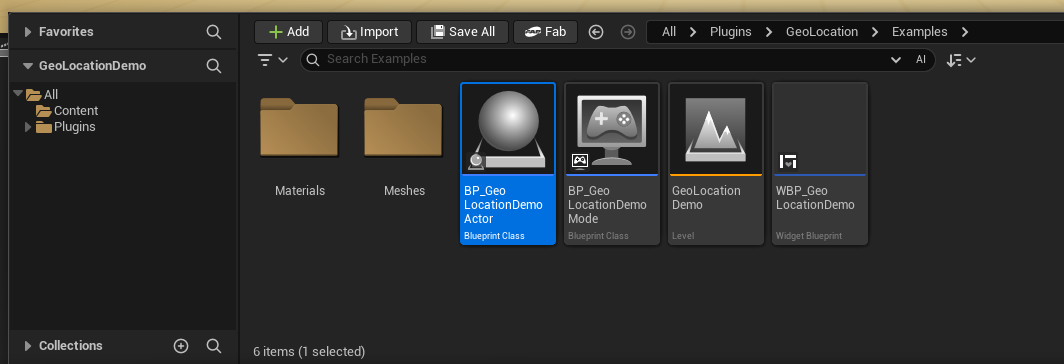 Favorites
GeoLocationDemo
All
Content
Plugins
Collections
Add Import Save All Fab All Plugins GeoLocation Examples
Search Examples AI
Materials
Meshes
BP_Geo
LocationDemo
Actor
Blueprint Class
BP_Geo
LocationDemo
Mode
Blueprint Class
GeoLocation
Demo
Level
WBP_Geo
LocationDemo
Widget Blueprint
6 items (1 selected)